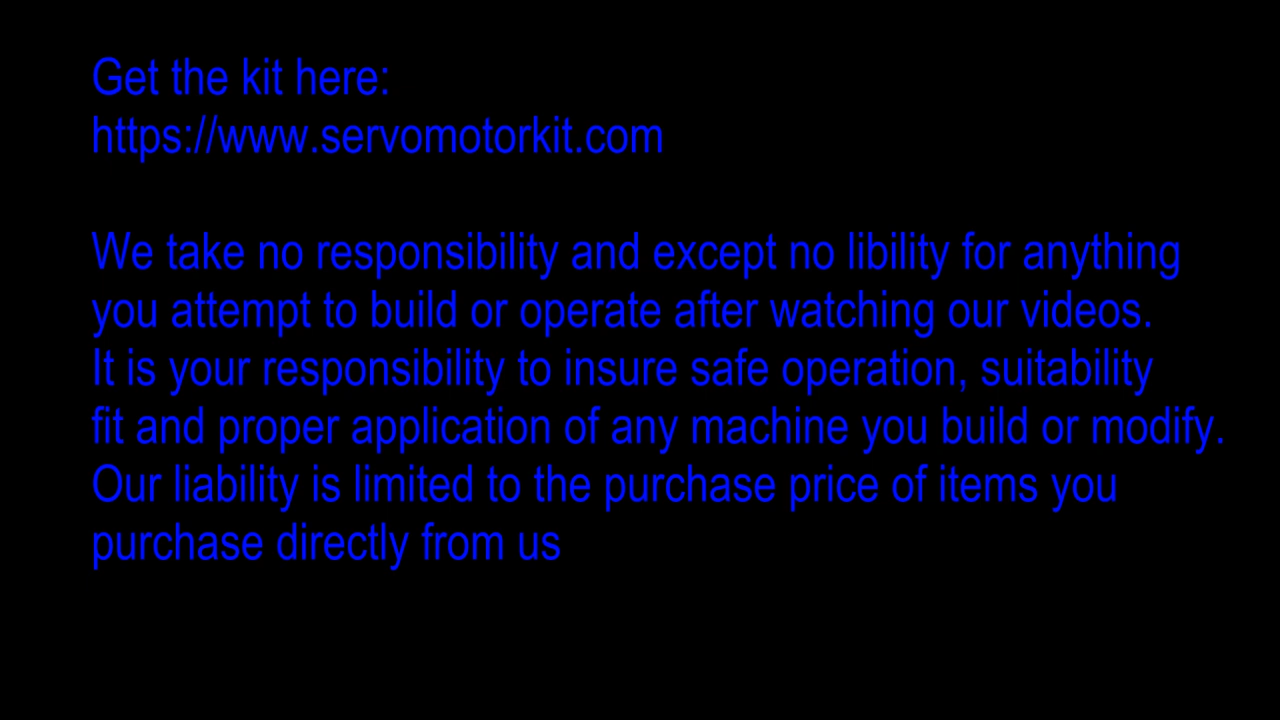 Get the kit here:
https://www.servomotorkit.com
We take no responsibility and except no libility for anything
you attempt to build or operate after watching our videos.
It is your responsibility to insure safe operation, suitability
fit and proper application of any machine you build or modify.
Our liability is limited to the purchase price of items you
purchase directly from us